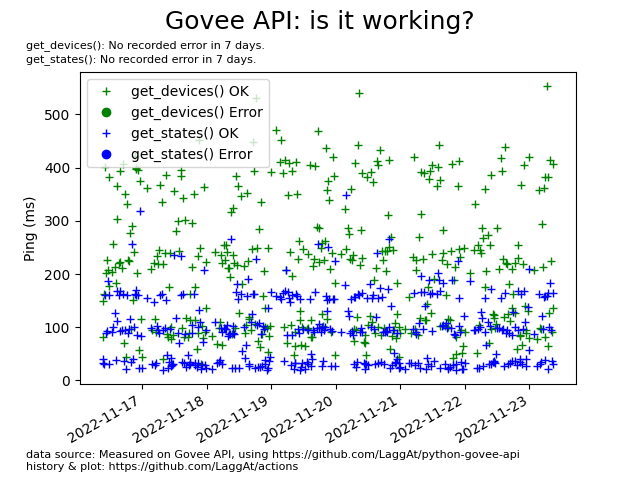 Govee API: is it working?
get_devices(): No recorded error in 7 days.
get_states(): No recorded error in 7 days.
get_devices() OK
get_devices() Error
get_states() OK
get_states() Error
Ping (ms)
500
400
300
200
100
0
2022-11-17
2022-11-18
2022-11-19
2022-11-20
2022-11-21
2022-11-22
2022-11-23
data source: Measured on Govee API, using https://github.com/LaggAt/python-govee-api
history & plot: https://github.com/LaggAt/actions